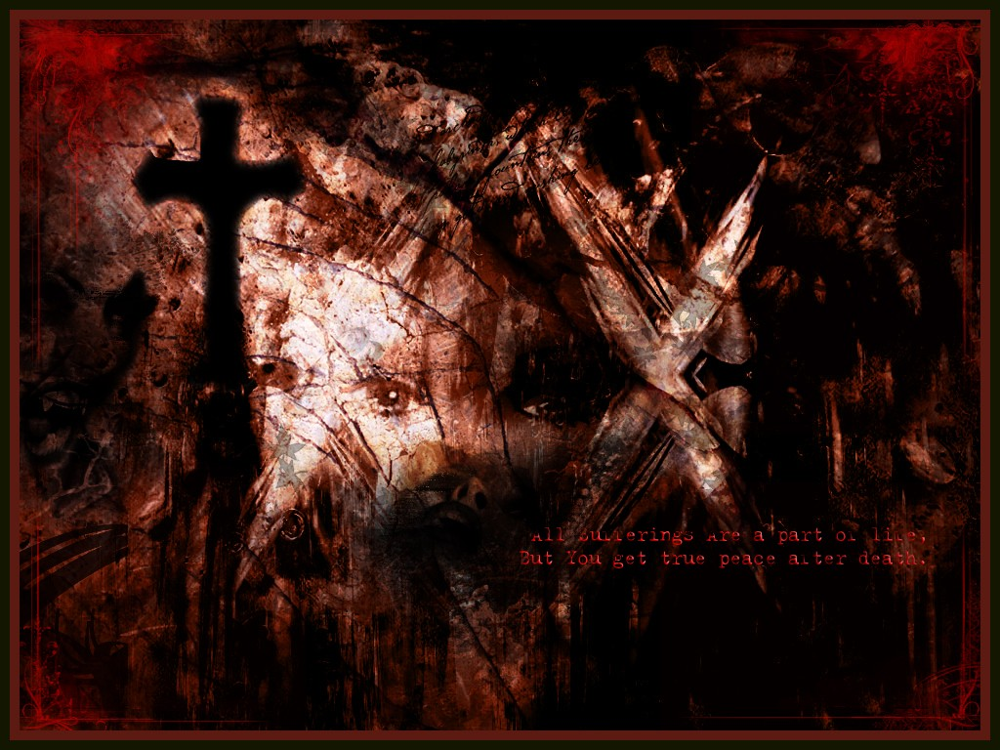 All Sufferings Are a part of life,
But You get true peace after death.